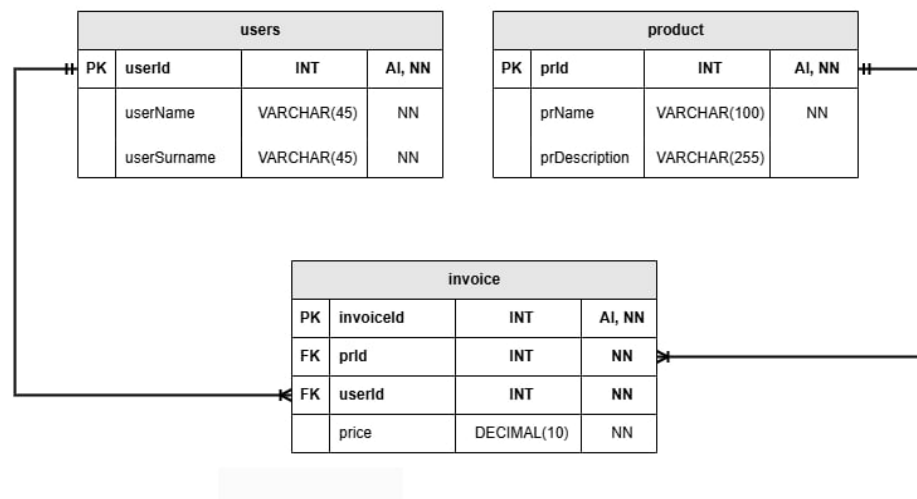 users
PK userId INT AI, NN
userName VARCHAR(45) NN
userSurname VARCHAR(45) NN
product
PK prId INT AI, NN
prName VARCHAR(100) NN
prDescription VARCHAR(255)
invoice
PK invoiceId INT AI, NN
FK prId INT NN
FK userId INT NN
price DECIMAL(10) NN